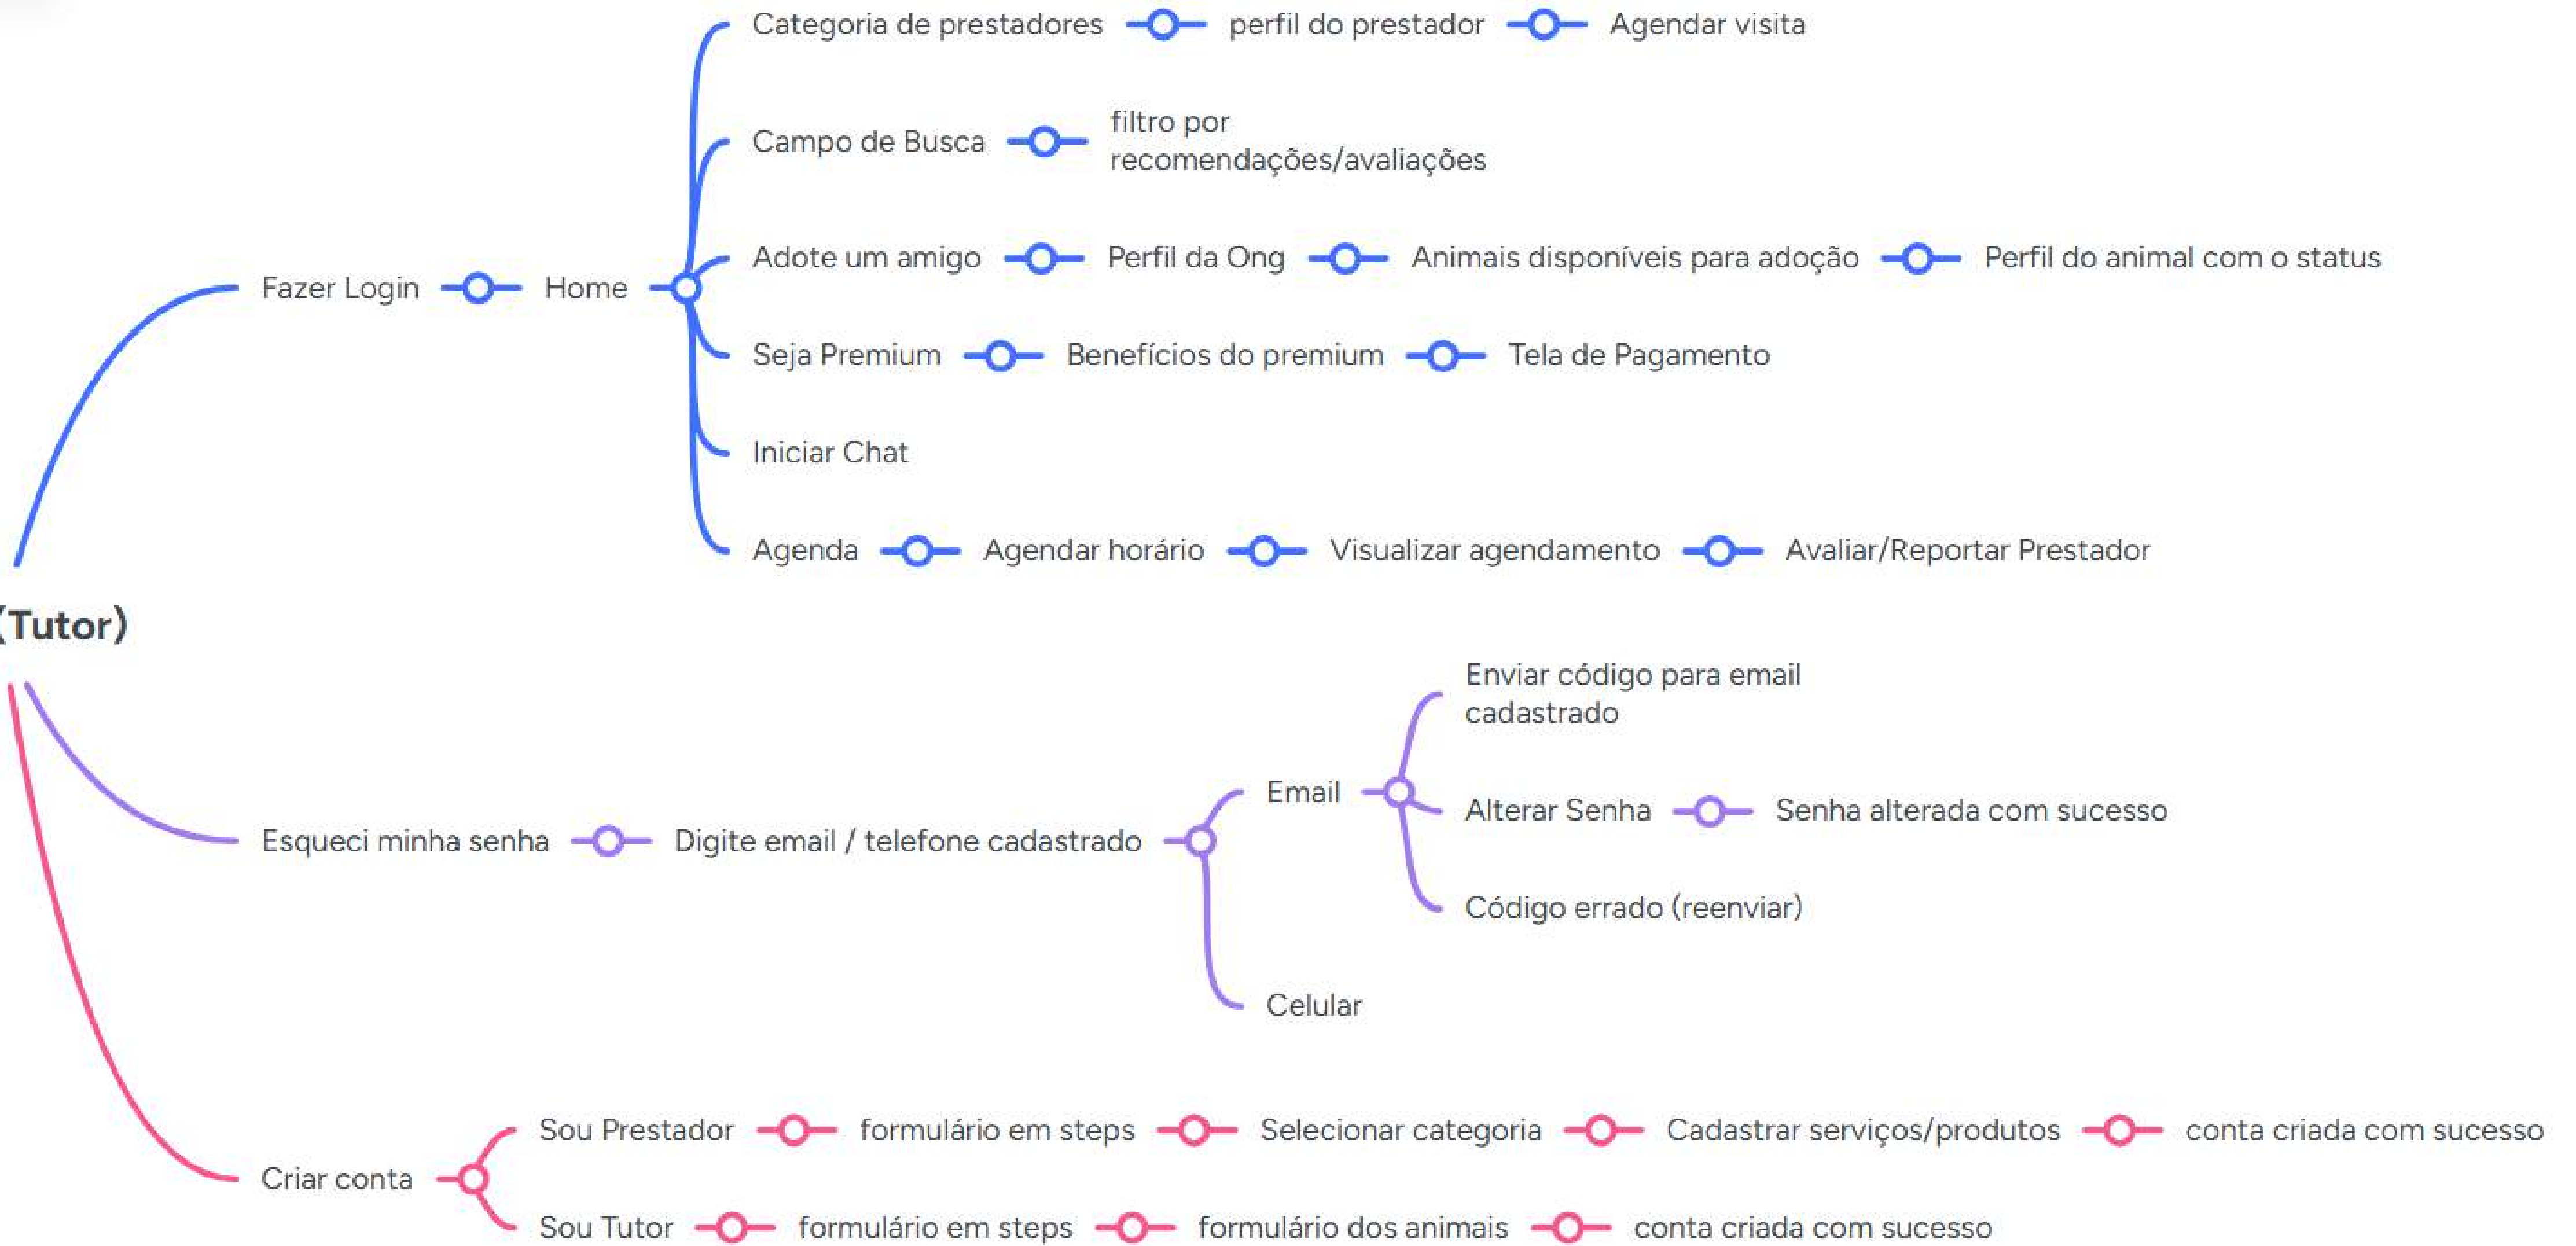 Categoria de prestadores
perfil do prestador
Agendar visita
Campo de Busca
filtro por
recomendações/avaliações
Adote um amigo
Perfil da Ong
Animais disponíveis para adoção
Perfil do animal com o status
Fazer Login
Home
Seja Premium
Benefícios do premium
Tela de Pagamento
Iniciar Chat
Agenda
Agendar horário
Visualizar agendamento
Avaliar/Reportar Prestador
(Tutor)
Enviar código para email
cadastrado
Email
Alterar Senha
Senha alterada com sucesso
Esqueci minha senha
Digite email / telefone cadastrado
Código errado (reenviar)
Celular
Sou Prestador
formulário em steps
Selecionar categoria
Cadastrar serviços/produtos
conta criada com sucesso
Criar conta
Sou Tutor
formulário em steps
formulário dos animais
conta criada com sucesso